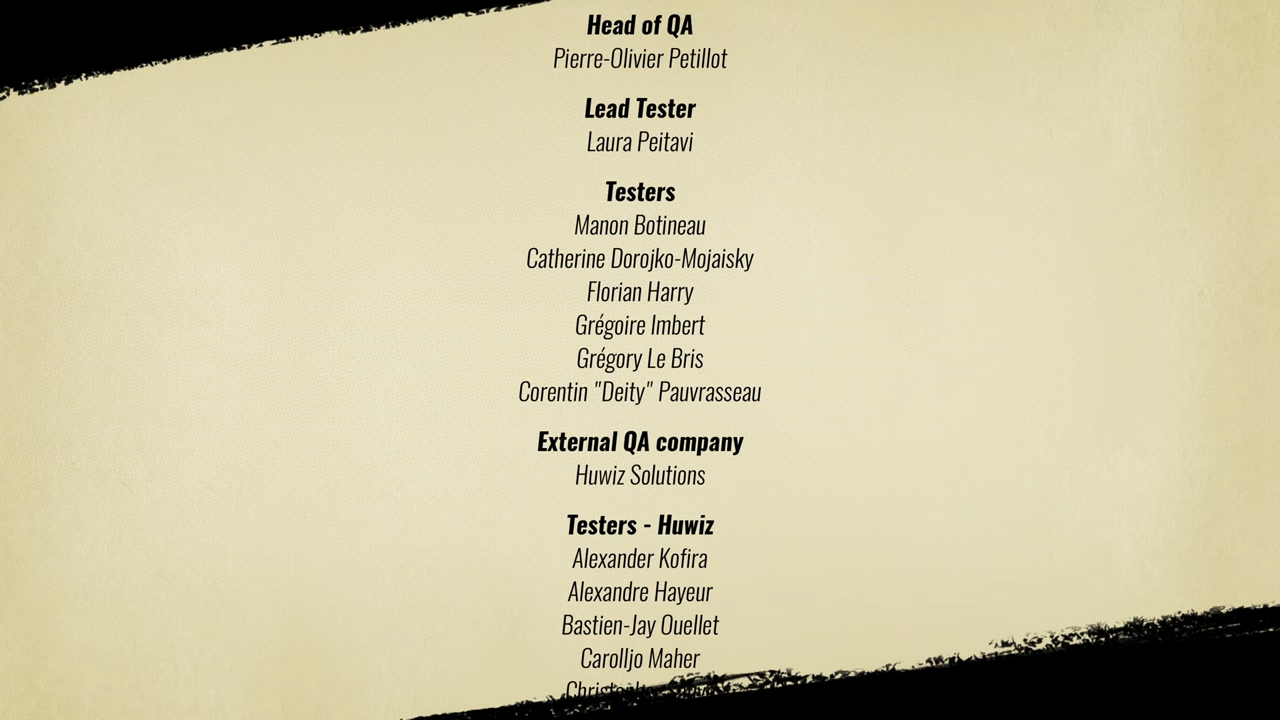 Head of QA
Pierre-Olivier Petillot
Lead Tester
Laura Peitavi
Testers
Manon Botineau
Catherine Dorojko-Mojaisky
Florian Harry
Grégoire Imbert
Grégory Le Bris
Corentin "Deity" Pauvrasseau
External QA company
Huwiz Solutions
Testers - Huwiz
Alexander Kofira
Alexandre Hayeur
Bastien-Jay Ouellet
Carolljo Maher